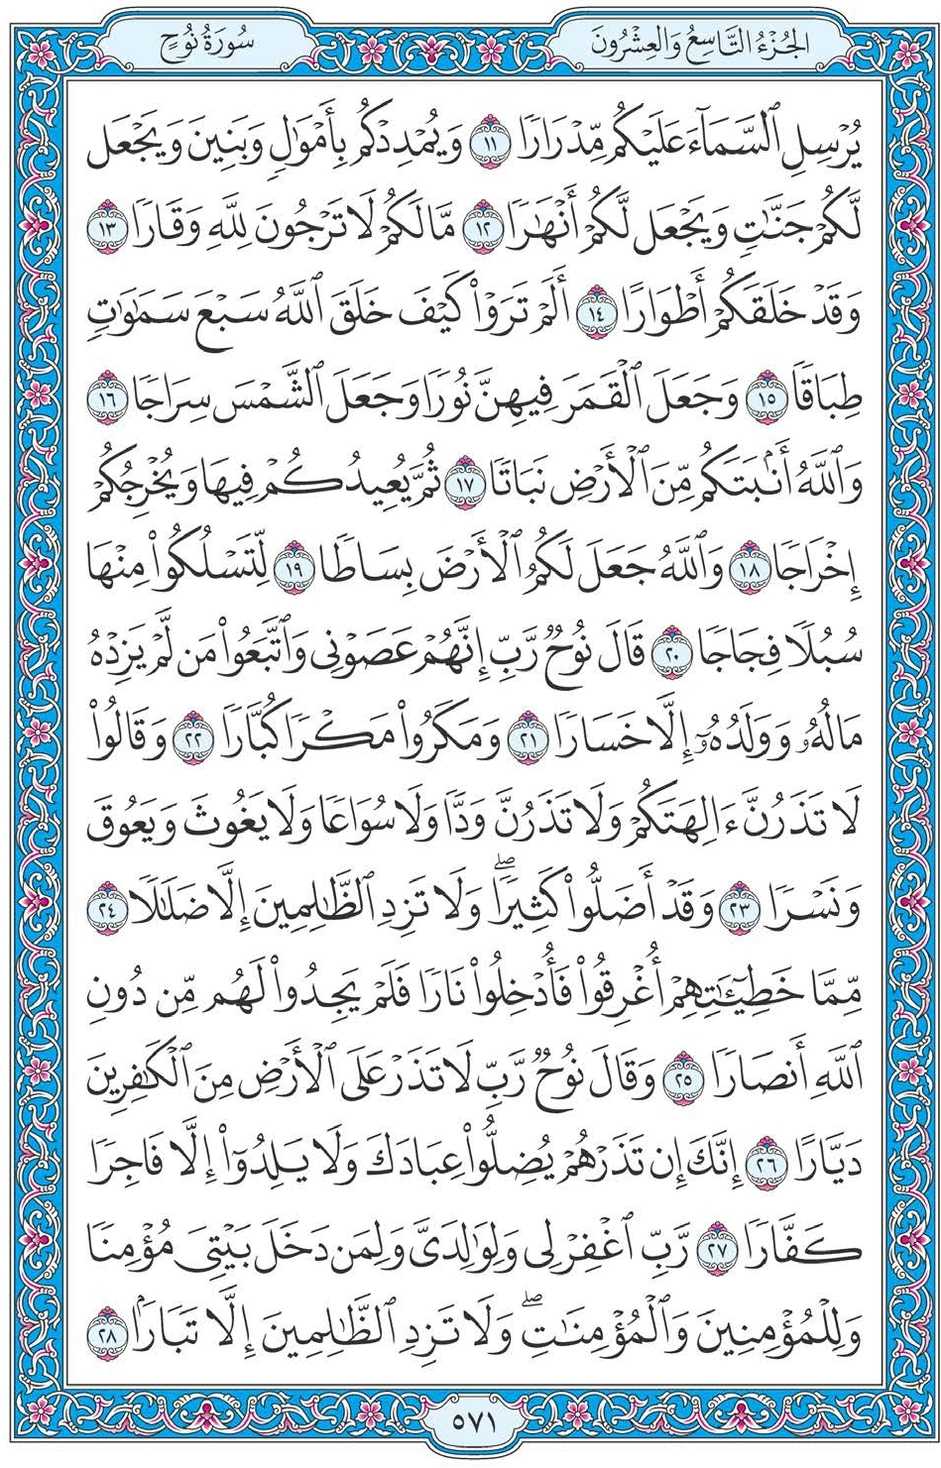 الجُزْءُ التَّاسِعُ وَالعِشْرُونَ
سُورَةُ نُوحٍ
يُرْسِلِ ٱلسَّمَآءَ عَلَيْكُم مِّدْرَارٗا ١١ وَيُمْدِدْكُم بِأَمْوَٰلٖ وَبَنِينَ وَيَجْعَل
لَّكُمْ جَنَّٰتٖ وَيَجْعَل لَّكُمْ أَنْهَٰرٗا ١٢ مَّا لَكُمْ لَا تَرْجُونَ لِلَّهِ وَقَارٗا ١٣
وَقَدْ خَلَقَكُمْ أَطْوَارًا ١٤ أَلَمْ تَرَوْاْ كَيْفَ خَلَقَ ٱللَّهُ سَبْعَ سَمَٰوَٰتٖ
طِبَاقٗا ١٥ وَجَعَلَ ٱلْقَمَرَ فِيهِنَّ نُورٗا وَجَعَلَ ٱلشَّمْسَ سِرَاجٗا ١٦
وَٱللَّهُ أَنۢبَتَكُم مِّنَ ٱلْأَرْضِ نَبَاتٗا ١٧ ثُمَّ يُعِيدُكُمْ فِيهَا وَيُخْرِجُكُمْ
إِخْرَاجٗا ١٨ وَٱللَّهُ جَعَلَ لَكُمُ ٱلْأَرْضَ بِسَاطٗا ١٩ لِّتَسْلُكُواْ مِنْهَا
سُبُلٗا فِجَاجٗا ٢٠ قَالَ نُوحٞ رَّبِّ إِنَّهُمْ عَصَوْنِي وَٱتَّبَعُواْ مَن لَّمْ يَزِدْهُ
مَالُهُۥ وَوَلَدُهُۥٓ إِلَّا خَسَارٗا ٢١ وَمَكَرُواْ مَكْرٗا كُبَّارٗا ٢٢ وَقَالُواْ
لَا تَذَرُنَّ ءَالِهَتَكُمْ وَلَا تَذَرُنَّ وَدّٗا وَلَا سُوَاعٗا وَلَا يَغُوثَ وَيَعُوقَ
وَنَسْرٗا ٢٣ وَقَدْ أَضَلُّواْ كَثِيرٗاۖ وَلَا تَزِدِ ٱلظَّٰلِمِينَ إِلَّا ضَلَٰلٗا ٢٤
مِّمَّا خَطِيٓـَٰٔتِهِمْ أُغْرِقُواْ فَأُدْخِلُواْ نَارٗا فَلَمْ يَجِدُواْ لَهُم مِّن دُونِ
ٱللَّهِ أَنصَارٗا ٢٥ وَقَالَ نُوحٞ رَّبِّ لَا تَذَرْ عَلَى ٱلْأَرْضِ مِنَ ٱلْكَٰفِرِينَ
دَيَّارًا ٢٦ إِنَّكَ إِن تَذَرْهُمْ يُضِلُّواْ عِبَادَكَ وَلَا يَلِدُوٓاْ إِلَّا فَاجِرٗا
كَفَّارٗا ٢٧ رَّبِّ ٱغْفِرْ لِي وَلِوَٰلِدَيَّ وَلِمَن دَخَلَ بَيْتِيَ مُؤْمِنٗا
وَلِلْمُؤْمِنِينَ وَٱلْمُؤْمِنَٰتِۖ وَلَا تَزِدِ ٱلظَّٰلِمِينَ إِلَّا تَبَارَۢا ٢٨
٥٧١